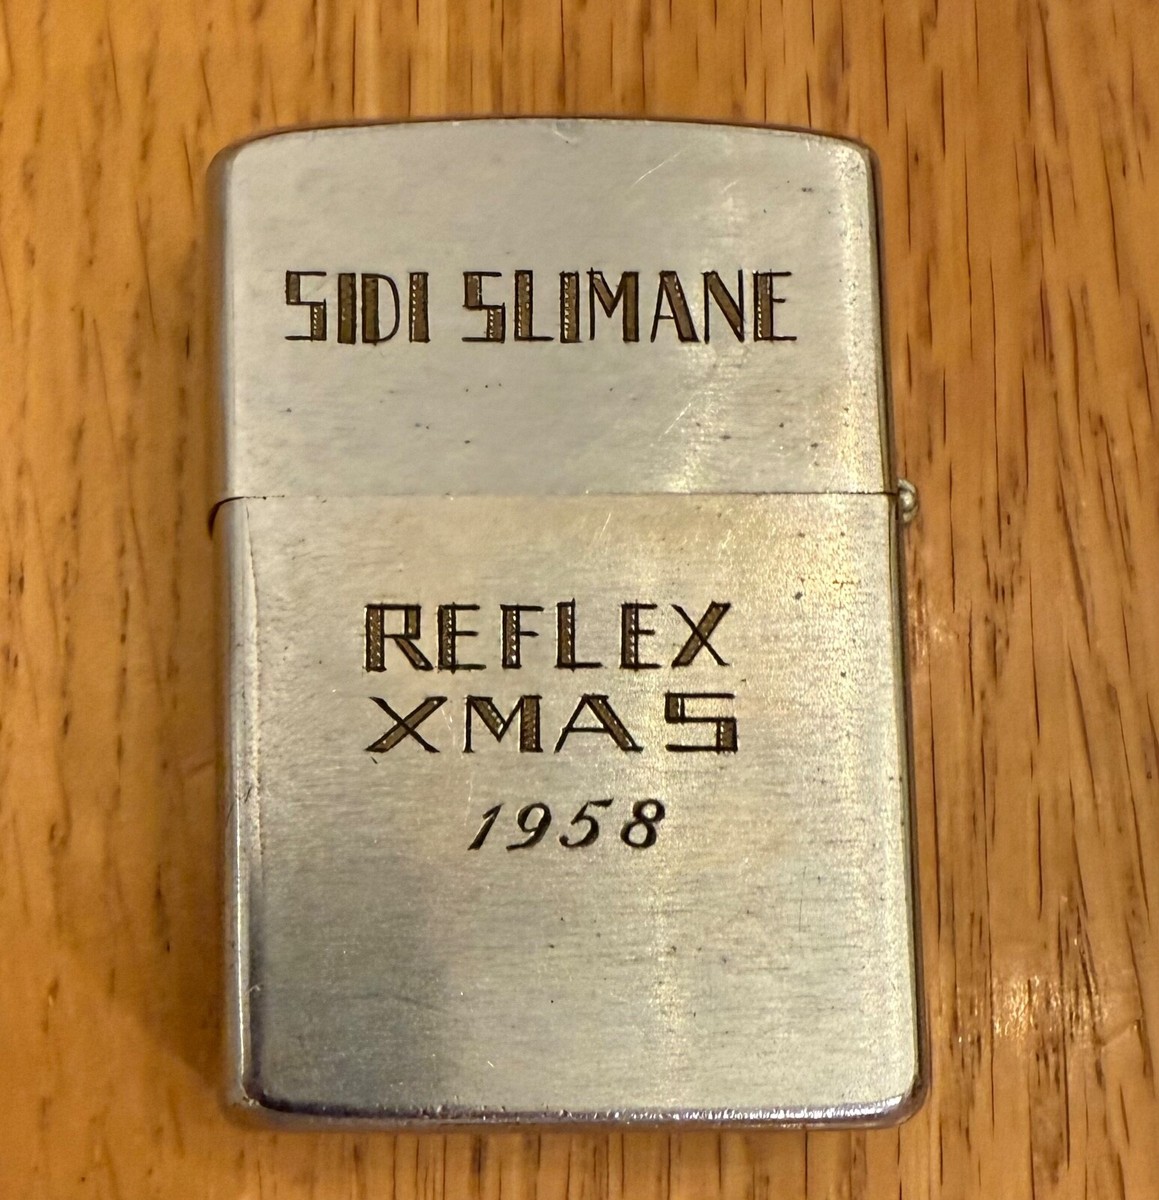 SIDI SLIMANE
REFLEX
XMAS
1958